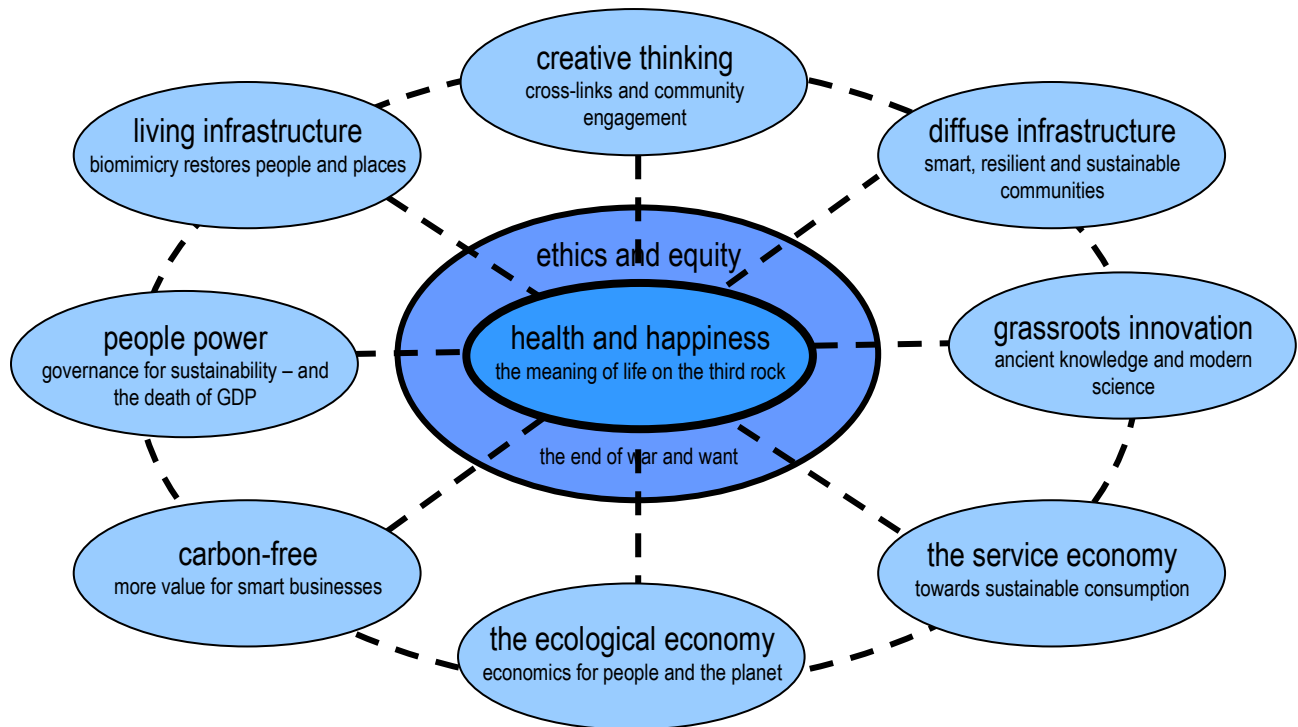 creative thinking
cross-links and community
engagement
living infrastructure
biomimicry restores people and places
diffuse infrastructure
smart, resilient and sustainable
communities
ethics and equity
people power
governance for sustainability – and
the death of GDP
health and happiness
the meaning of life on the third rock
grassroots innovation
ancient knowledge and modern
science
the end of war and want
carbon-free
more value for smart businesses
the service economy
towards sustainable consumption
the ecological economy
economics for people and the planet